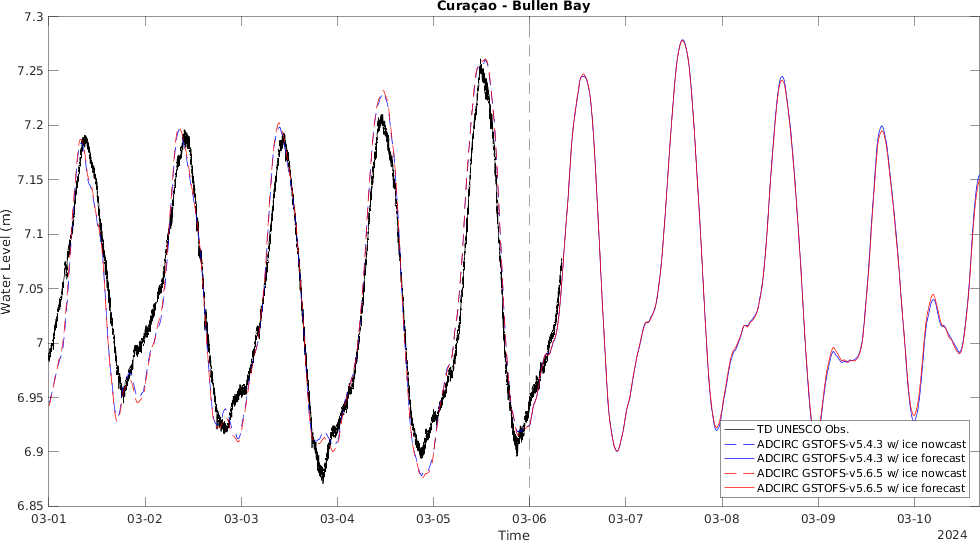 Curaçao - Bullen Bay
7.3
7.25
7.2
7.15
7.1
7.05
7
6.95
6.9
6.85
Water Level (m)
TD UNESCO Obs.
ADCIRC GSTOFS-v5.4.3 w/ ice nowcast
ADCIRC GSTOFS-v5.4.3 w/ ice forecast
ADCIRC GSTOFS-v5.6.5 w/ ice nowcast
ADCIRC GSTOFS-v5.6.5 w/ ice forecast
03-01 03-02 03-03 03-04 03-05 03-06 03-07 03-08 03-09 03-10
Time
2024